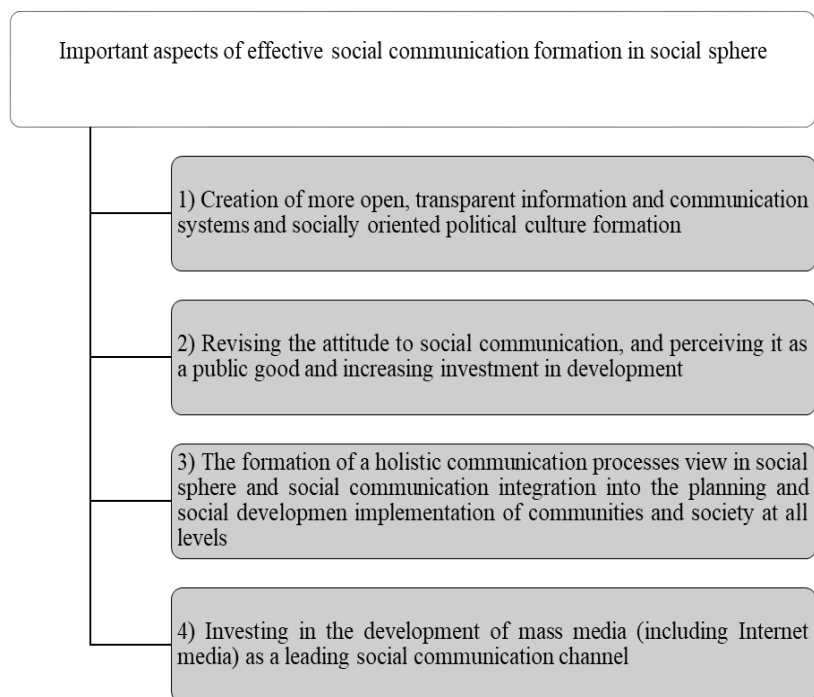 Important aspects of effective social communication formation in social sphere
1) Creation of more open, transparent information and communication
systems and socially oriented political culture formation
2) Revising the attitude to social communication, and perceiving it as
a public good and increasing investment in development
3) The formation of a holistic communication processes view in social
sphere and social communication integration into the planning and
social developmen implementation of communities and society at all
levels
4) Investing in the development of mass media (including Internet
media) as a leading social communication channel